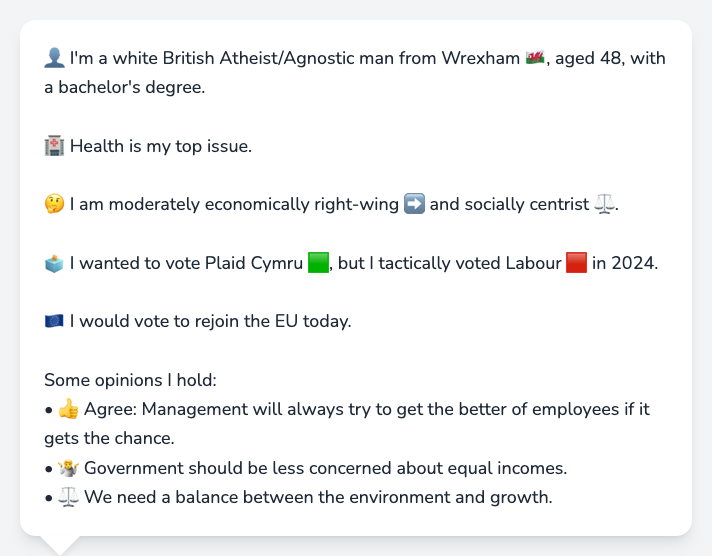 👤 I'm a white British Atheist/Agnostic man from Wrexham 🏴󠁧󠁢󠁷󠁬󠁳󠁿, aged 48, with
a bachelor's degree.
🏥 Health is my top issue.
🤔 I am moderately economically right-wing ➡️ and socially centrist ⚖️.
🗳️ I wanted to vote Plaid Cymru 🟩, but I tactically voted Labour 🟥 in 2024.
🇪🇺 I would vote to rejoin the EU today.
Some opinions I hold:
• 👍 Agree: Management will always try to get the better of employees if it
gets the chance.
• 🤷 Government should be less concerned about equal incomes.
• ⚖️ We need a balance between the environment and growth.